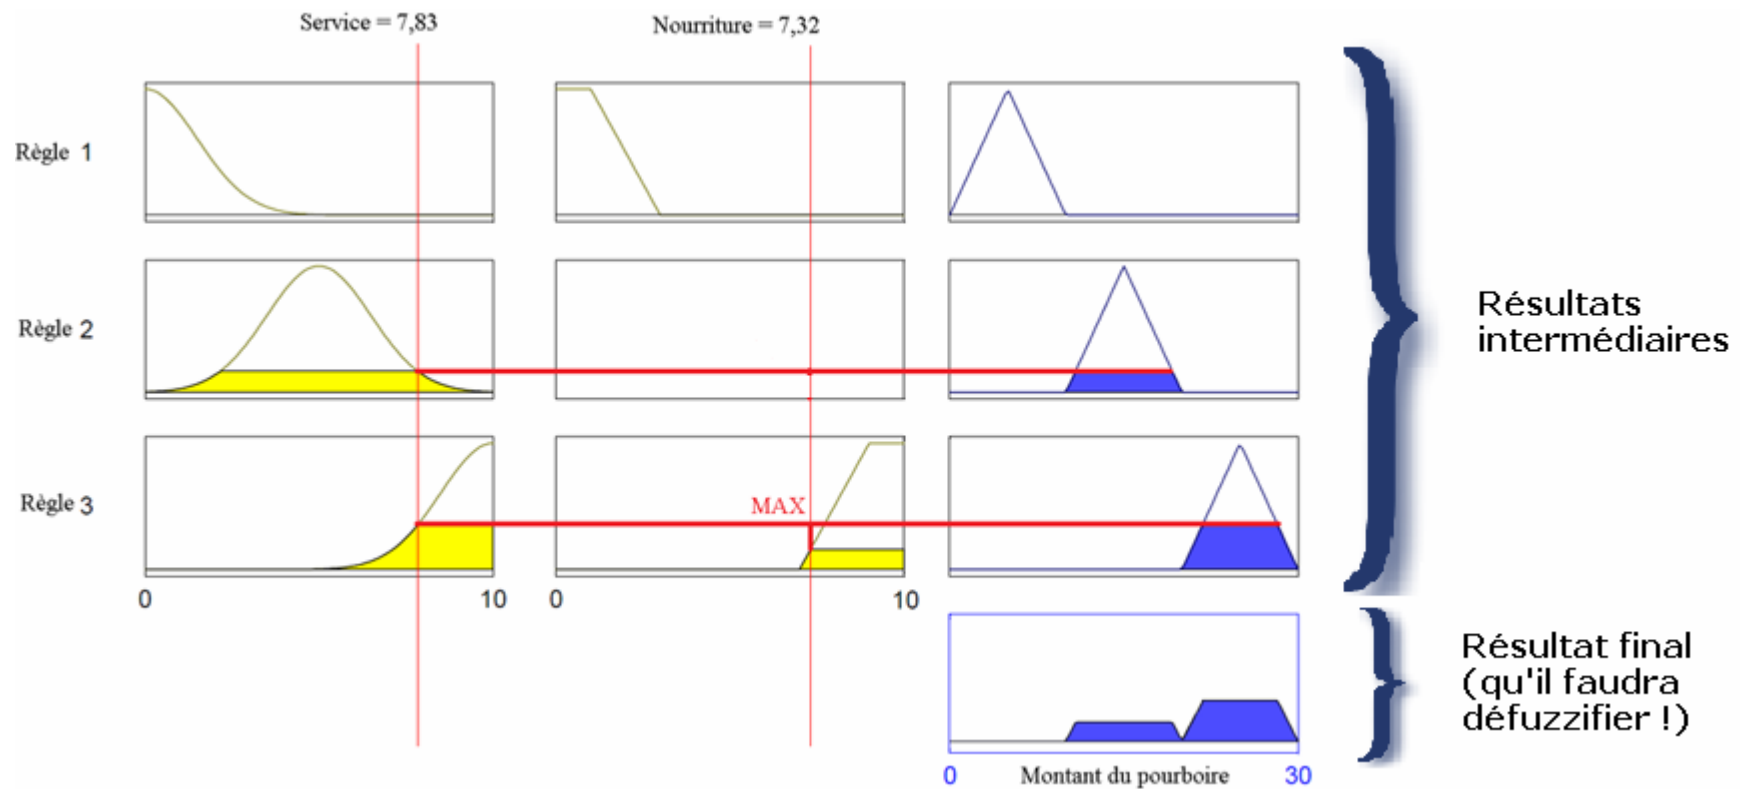 Service = 7,83
Nourriture = 7,32
Règle 1
Règle 2
Résultats
intermédiaires
Règle 3
MAX
0
10
0
10
Résultat final
(qu'il faudra
défuzzifier !)
0
Montant du pourboire
30